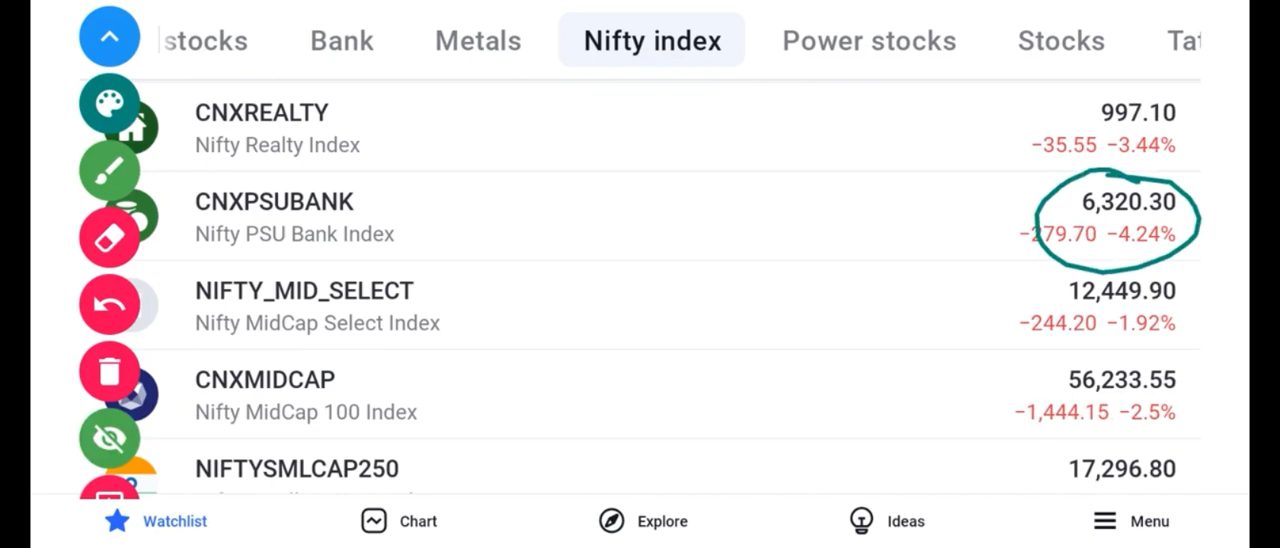 stocks Bank Metals Nifty index Power stocks Stocks
CNXREALTY 997.10
Nifty Realty Index −35.55 −3.44%
CNXPSUBANK 6,320.30
Nifty PSU Bank Index −279.70 −4.24%
NIFTY_MID_SELECT 12,449.90
Nifty MidCap Select Index −244.20 −1.92%
CNXMIDCAP 56,233.55
Nifty MidCap 100 Index −1,444.15 −2.5%
NIFTYSMLCAP250 17,296.80
Watchlist Chart Explore Ideas Menu